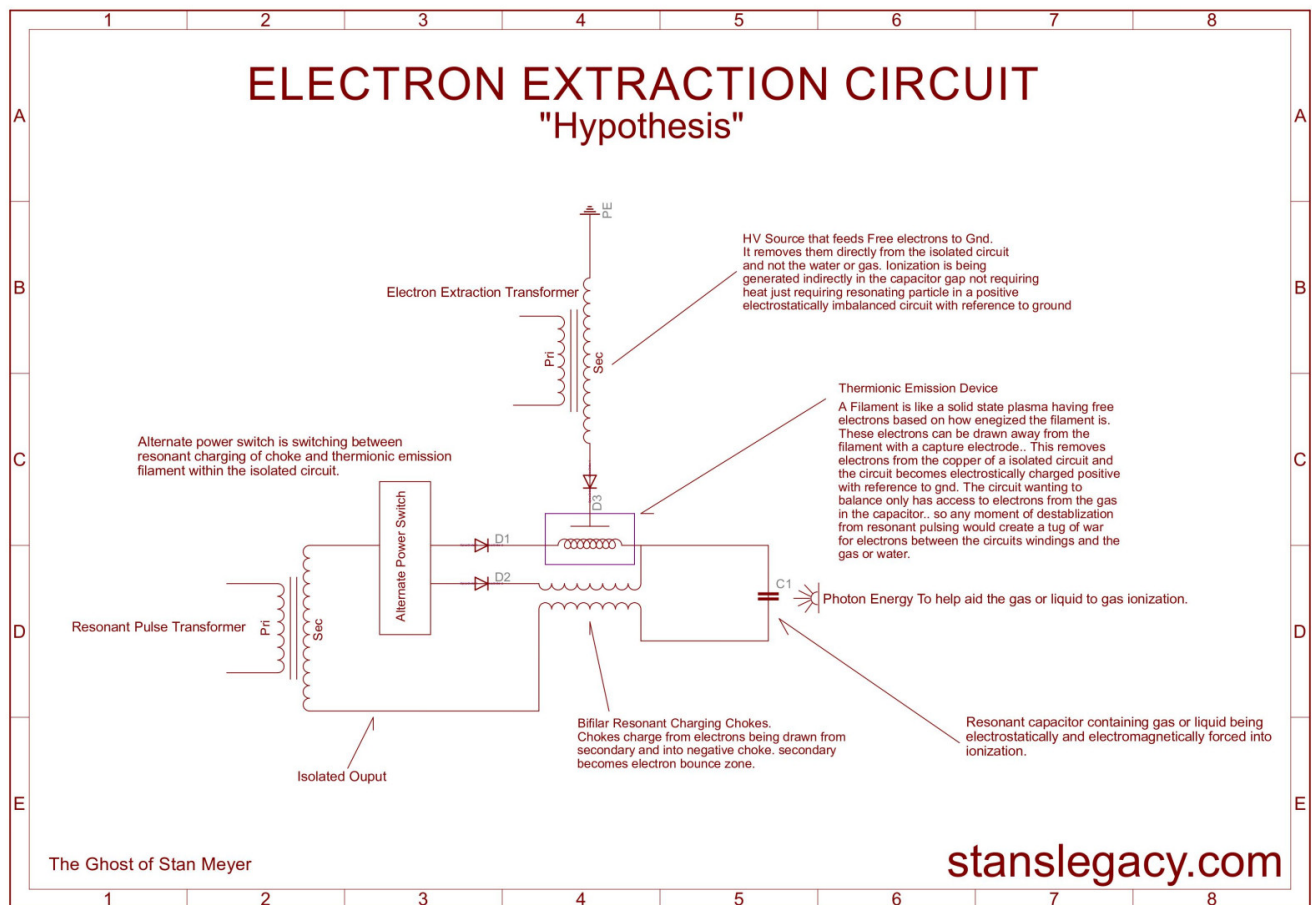 1 2 3 4 5 6 7 8
ELECTRON EXTRACTION CIRCUIT
"Hypothesis"
A A
PE
HV Source that feeds Free electrons to Gnd.
It removes them directly from the isolated circuit
and not the water or gas. Ionization is being
generated indirectly in the capacitor gap not requiring
heat just requiring resonating particle in a positive
electrostatically imbalanced circuit with reference to ground
B B
Electron Extraction Transformer
Pri
Sec
Thermionic Emission Device
A Filament is like a solid state plasma having free
electrons based on how enegized the filament is.
These electrons can be drawn away from the
filament with a capture electrode.. This removes
electrons from the copper of a isolated circuit and
the circuit becomes electrostically charged positive
with reference to gnd. The circuit wanting to
balance only has access to electrons from the gas
in the capacitor.. so any moment of destablization
from resonant pulsing would create a tug of war
for electrons between the circuits windings and the
gas or water.
Alternate power switch is switching between
resonant charging of choke and thermionic emission
filament within the isolated circuit.
C C
D3
Alternate Power Switch
D1
D2
C1
Photon Energy To help aid the gas or liquid to gas ionization.
Resonant Pulse Transformer
Pri
Sec
D D
Bifilar Resonant Charging Chokes.
Chokes charge from electrons being drawn from
secondary and into negative choke. secondary
becomes electron bounce zone.
Resonant capacitor containing gas or liquid being
electrostatically and electromagnetically forced into
ionization.
Isolated Ouput
E E
The Ghost of Stan Meyer
stanslegacy.com
1 2 3 4 5 6 7 8